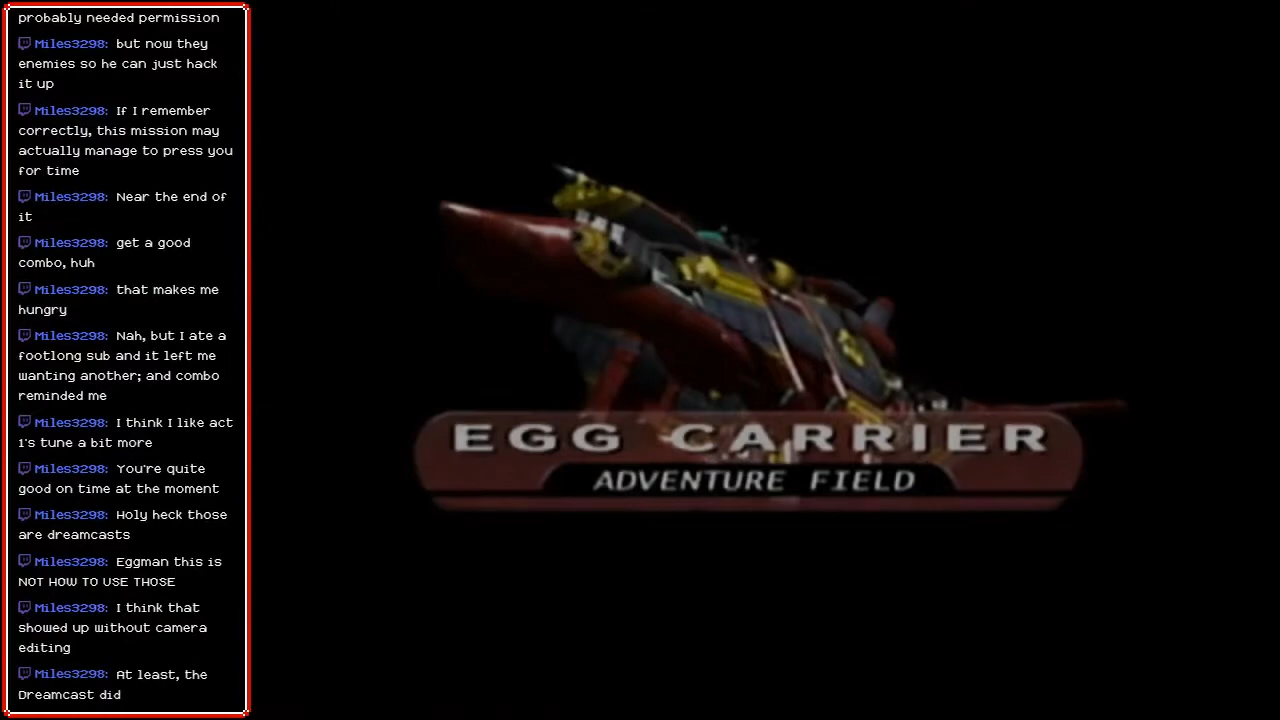 probably needed permission
Miles3298: but now they
enemies so he can just hack
it up
Miles3298: If I remember
correctly, this mission may
actually manage to press you
for time
Miles3298: Near the end of
it
Miles3298: get a good
combo, huh
Miles3298: that makes me
hungry
Miles3298: Nah, but I ate a
footlong sub and it left me
wanting another; and combo
reminded me
Miles3298: I think I like act
1's tune a bit more
Miles3298: You're quite
good on time at the moment
Miles3298: Holy heck those
are dreamcasts
Miles3298: Eggman this is
NOT HOW TO USE THOSE
Miles3298: I think that
showed up without camera
editing
Miles3298: At least, the
Dreamcast did
EGG CARRIER
ADVENTURE FIELD